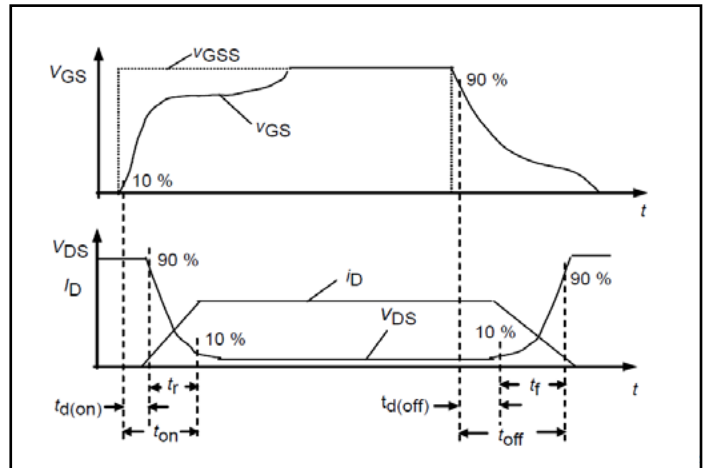 VGSS
VGS
90 %
VGS
10 %
t
VDS
90 %
ID
iD
90 %
VDS
10 %
10 %
tr
tf
t
td(on)
td(off)
ton
toff